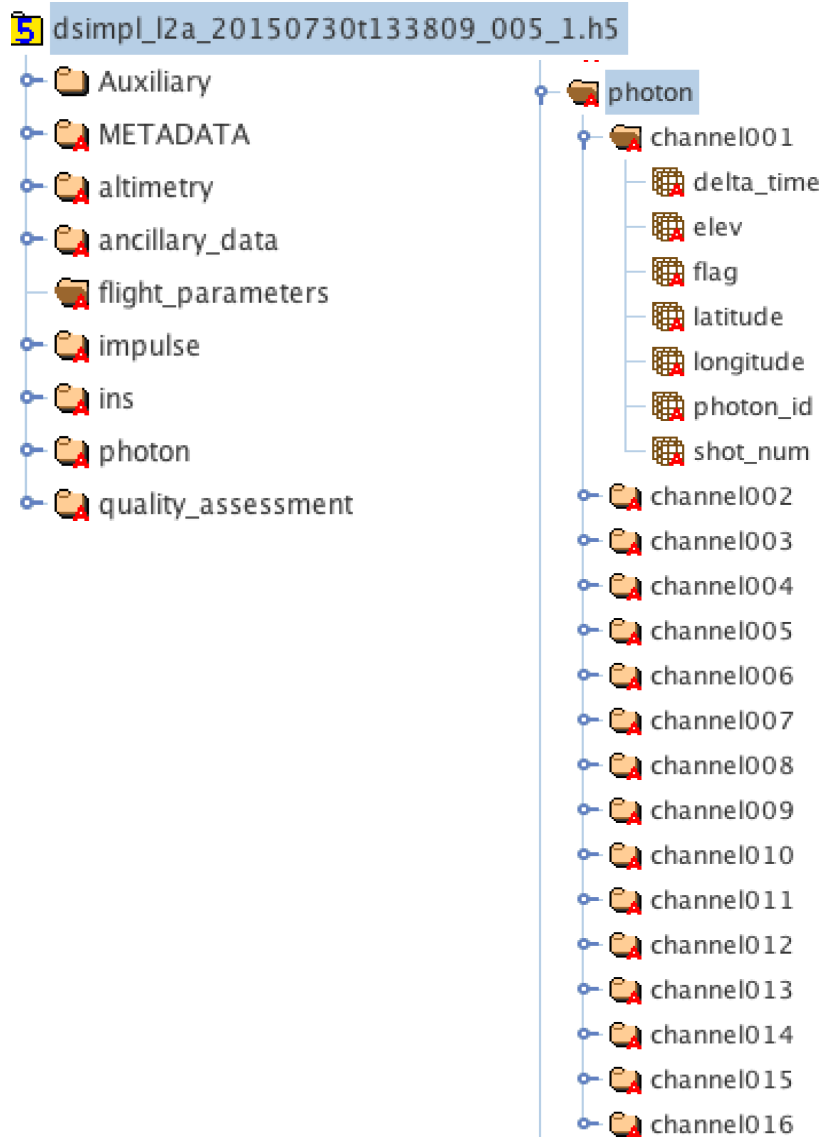 dsimpl_l2a_20150730t133809_005_1.h5
Auxiliary
METADATA
altimetry
ancillary_data
flight_parameters
impulse
ins
photon
quality_assessment
photon
channel001
delta_time
elev
flag
latitude
longitude
photon_id
shot_num
channel002
channel003
channel004
channel005
channel006
channel007
channel008
channel009
channel010
channel011
channel012
channel013
channel014
channel015
channel016